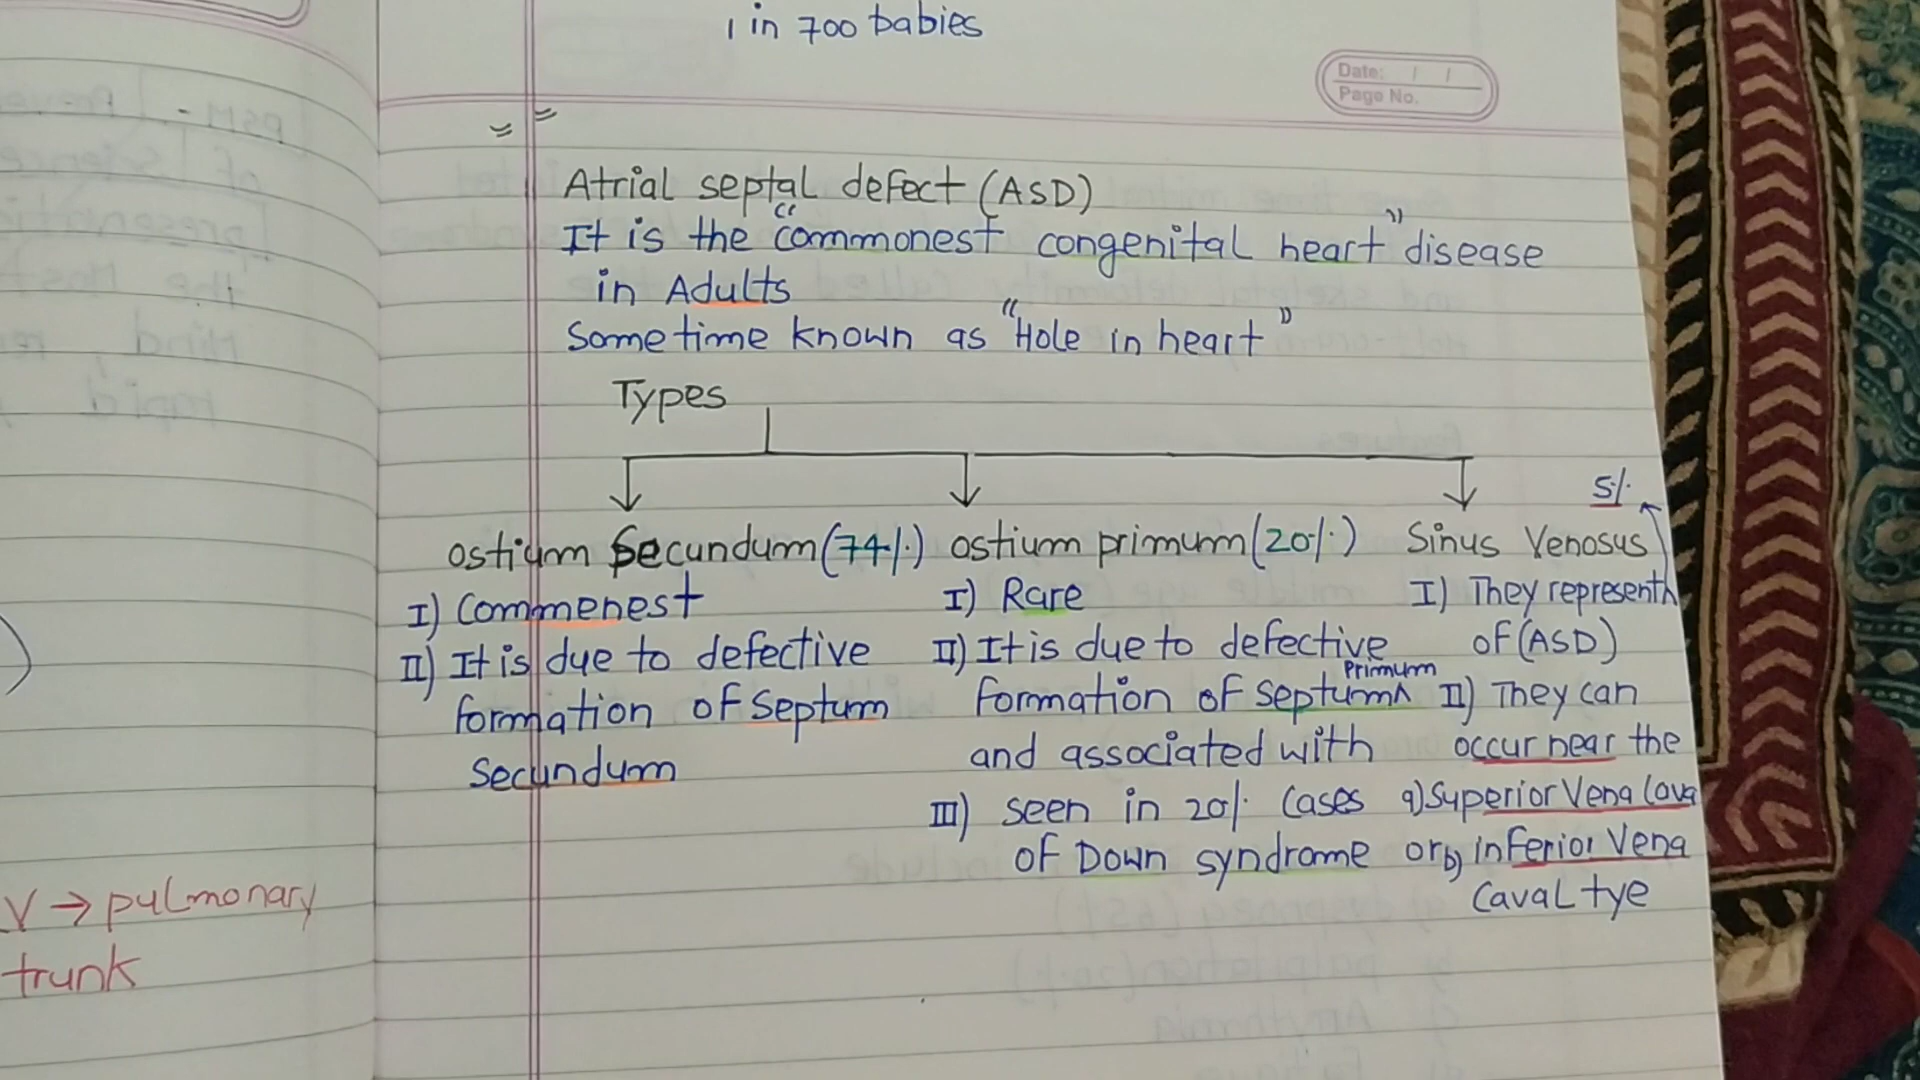 1 in 700 babies
Date: / /
Page No.
Atrial septal defect (ASD)
It is the "commonest congenital heart" disease
in Adults
Sometime known as "Hole in heart"
Types
5%
ostium Secundum (74%) ostium primum (20%) Sinus Venosus
I) Commenest
II) It is due to defective
formation of Septum
Secundum
I) Rare
II) It is due to defective
formation of septum Primum
and associated with
III) seen in 20% cases
of Down syndrome
I) They represent
of (ASD)
II) They can
occur near the
a) Superior Vena Cava
or b) inferior Vena
Caval tye
V → pulmonary
trunk